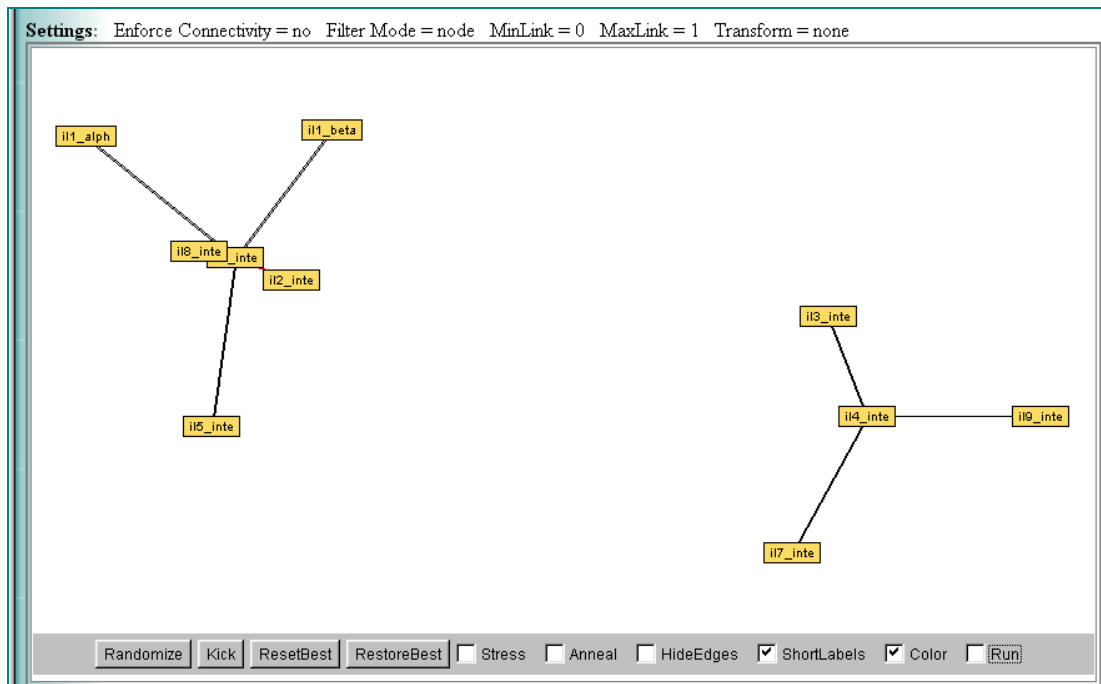 Settings: Enforce Connectivity = no Filter Mode = node MinLink = 0 MaxLink = 1 Transform = none
il1_alph
il1_beta
il8_inte
_inte
il2_inte
il3_inte
il4_inte
il9_inte
il5_inte
il7_inte
Randomize Kick ResetBest RestoreBest Stress Anneal HideEdges ShortLabels Color Run